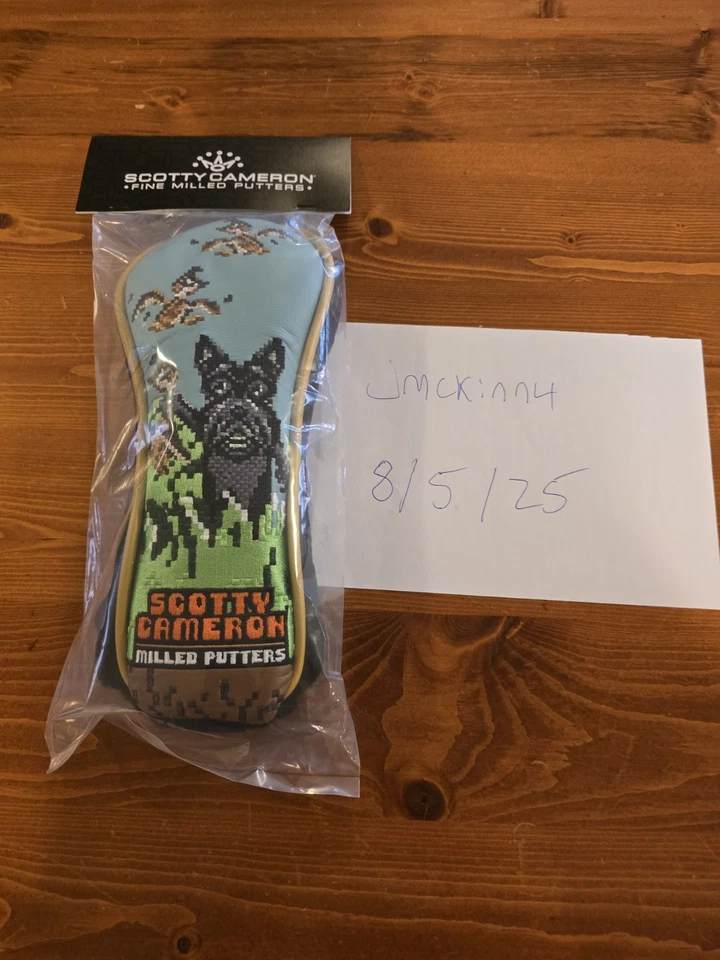 SCOTTY CAMERON
• FINE MILLED PUTTERS •
Jmckinn4
8/5/25
SCOTTY
CAMERON
MILLED PUTTERS